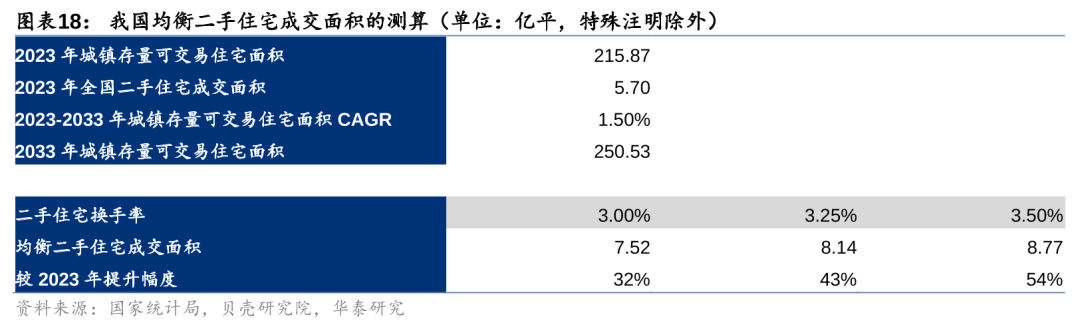 图表18： 我国均衡二手住宅成交面积的测算（单位：亿平，特殊注明除外）
2023 年城镇存量可交易住宅面积 215.87
2023 年全国二手住宅成交面积 5.70
2023-2033 年城镇存量可交易住宅面积 CAGR 1.50%
2033 年城镇存量可交易住宅面积 250.53
二手住宅换手率 3.00% 3.25% 3.50%
均衡二手住宅成交面积 7.52 8.14 8.77
较 2023 年提升幅度 32% 43% 54%
资料来源：国家统计局，贝壳研究院，华泰研究